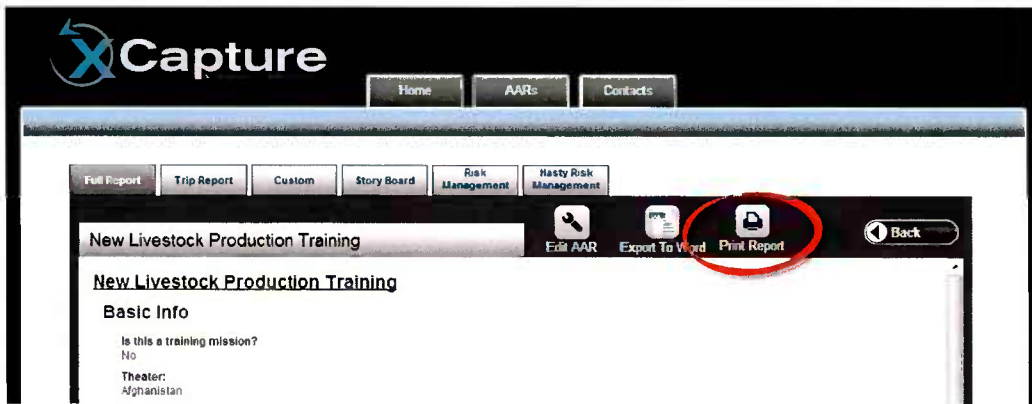 XCapture
Home AARs Contacts
Full Report Trip Report Custom Story Board Risk Management Hasty Risk Management
New Livestock Production Training Edit AAR Export To Word Print Report Back
New Livestock Production Training
Basic Info
Is this a training mission?
No
Theater:
Afghanistan